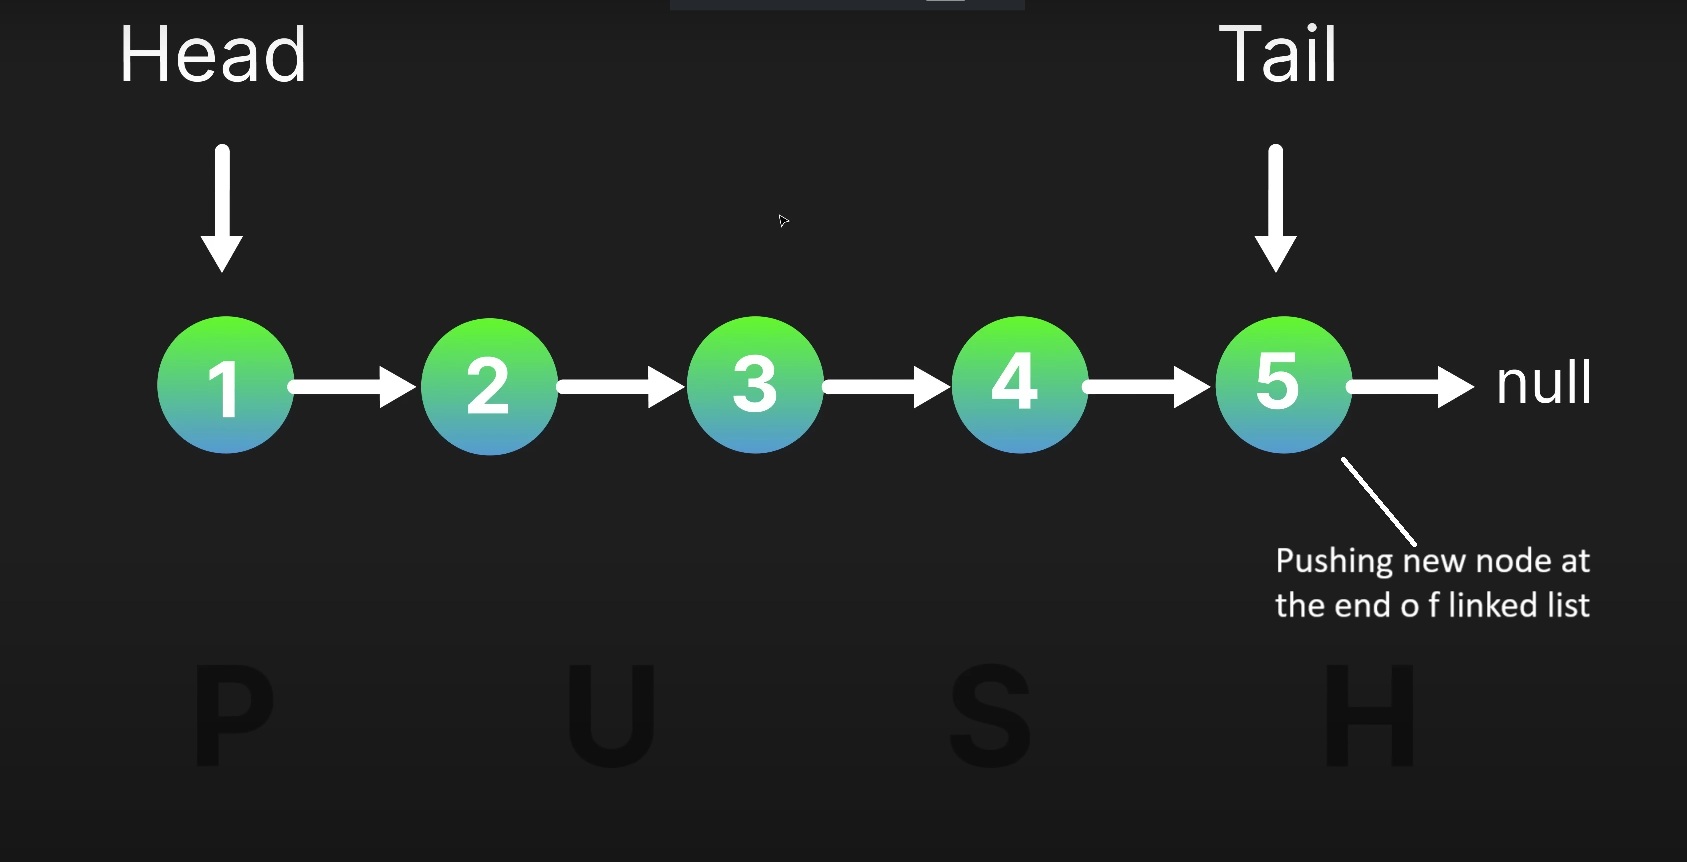 Head
Tail
1
2
3
4
5
null
Pushing new node at
the end o f linked list
P U S H